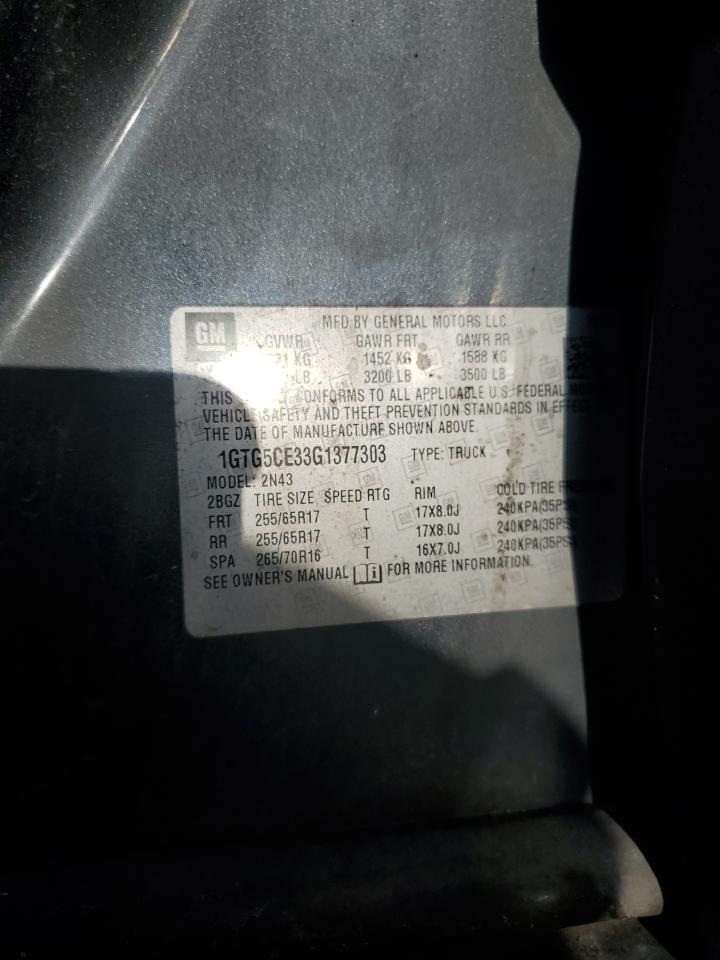 GM
MFD BY GENERAL MOTORS LLC
GVWR GAWR FRT GAWR RR
KG 1452 KG 1588 KG
LB 3200 LB 3500 LB
THIS CONFORMS TO ALL APPLICABLE U.S. FEDERAL
VEHICLE SAFETY AND THEFT PREVENTION STANDARDS IN EFFECT
THE DATE OF MANUFACTURE SHOWN ABOVE.
1GTG5CE33G1377303 TYPE: TRUCK
MODEL: 2N43
2BGZ TIRE SIZE SPEED RTG RIM COLD TIRE
FRT 255/65R17 T 17X8.0J 240KPA(35PSI)
RR 255/65R17 T 17X8.0J 240KPA(35PSI)
SPA 265/70R16 T 16X7.0J 240KPA(35PSI)
SEE OWNER'S MANUAL FOR MORE INFORMATION.